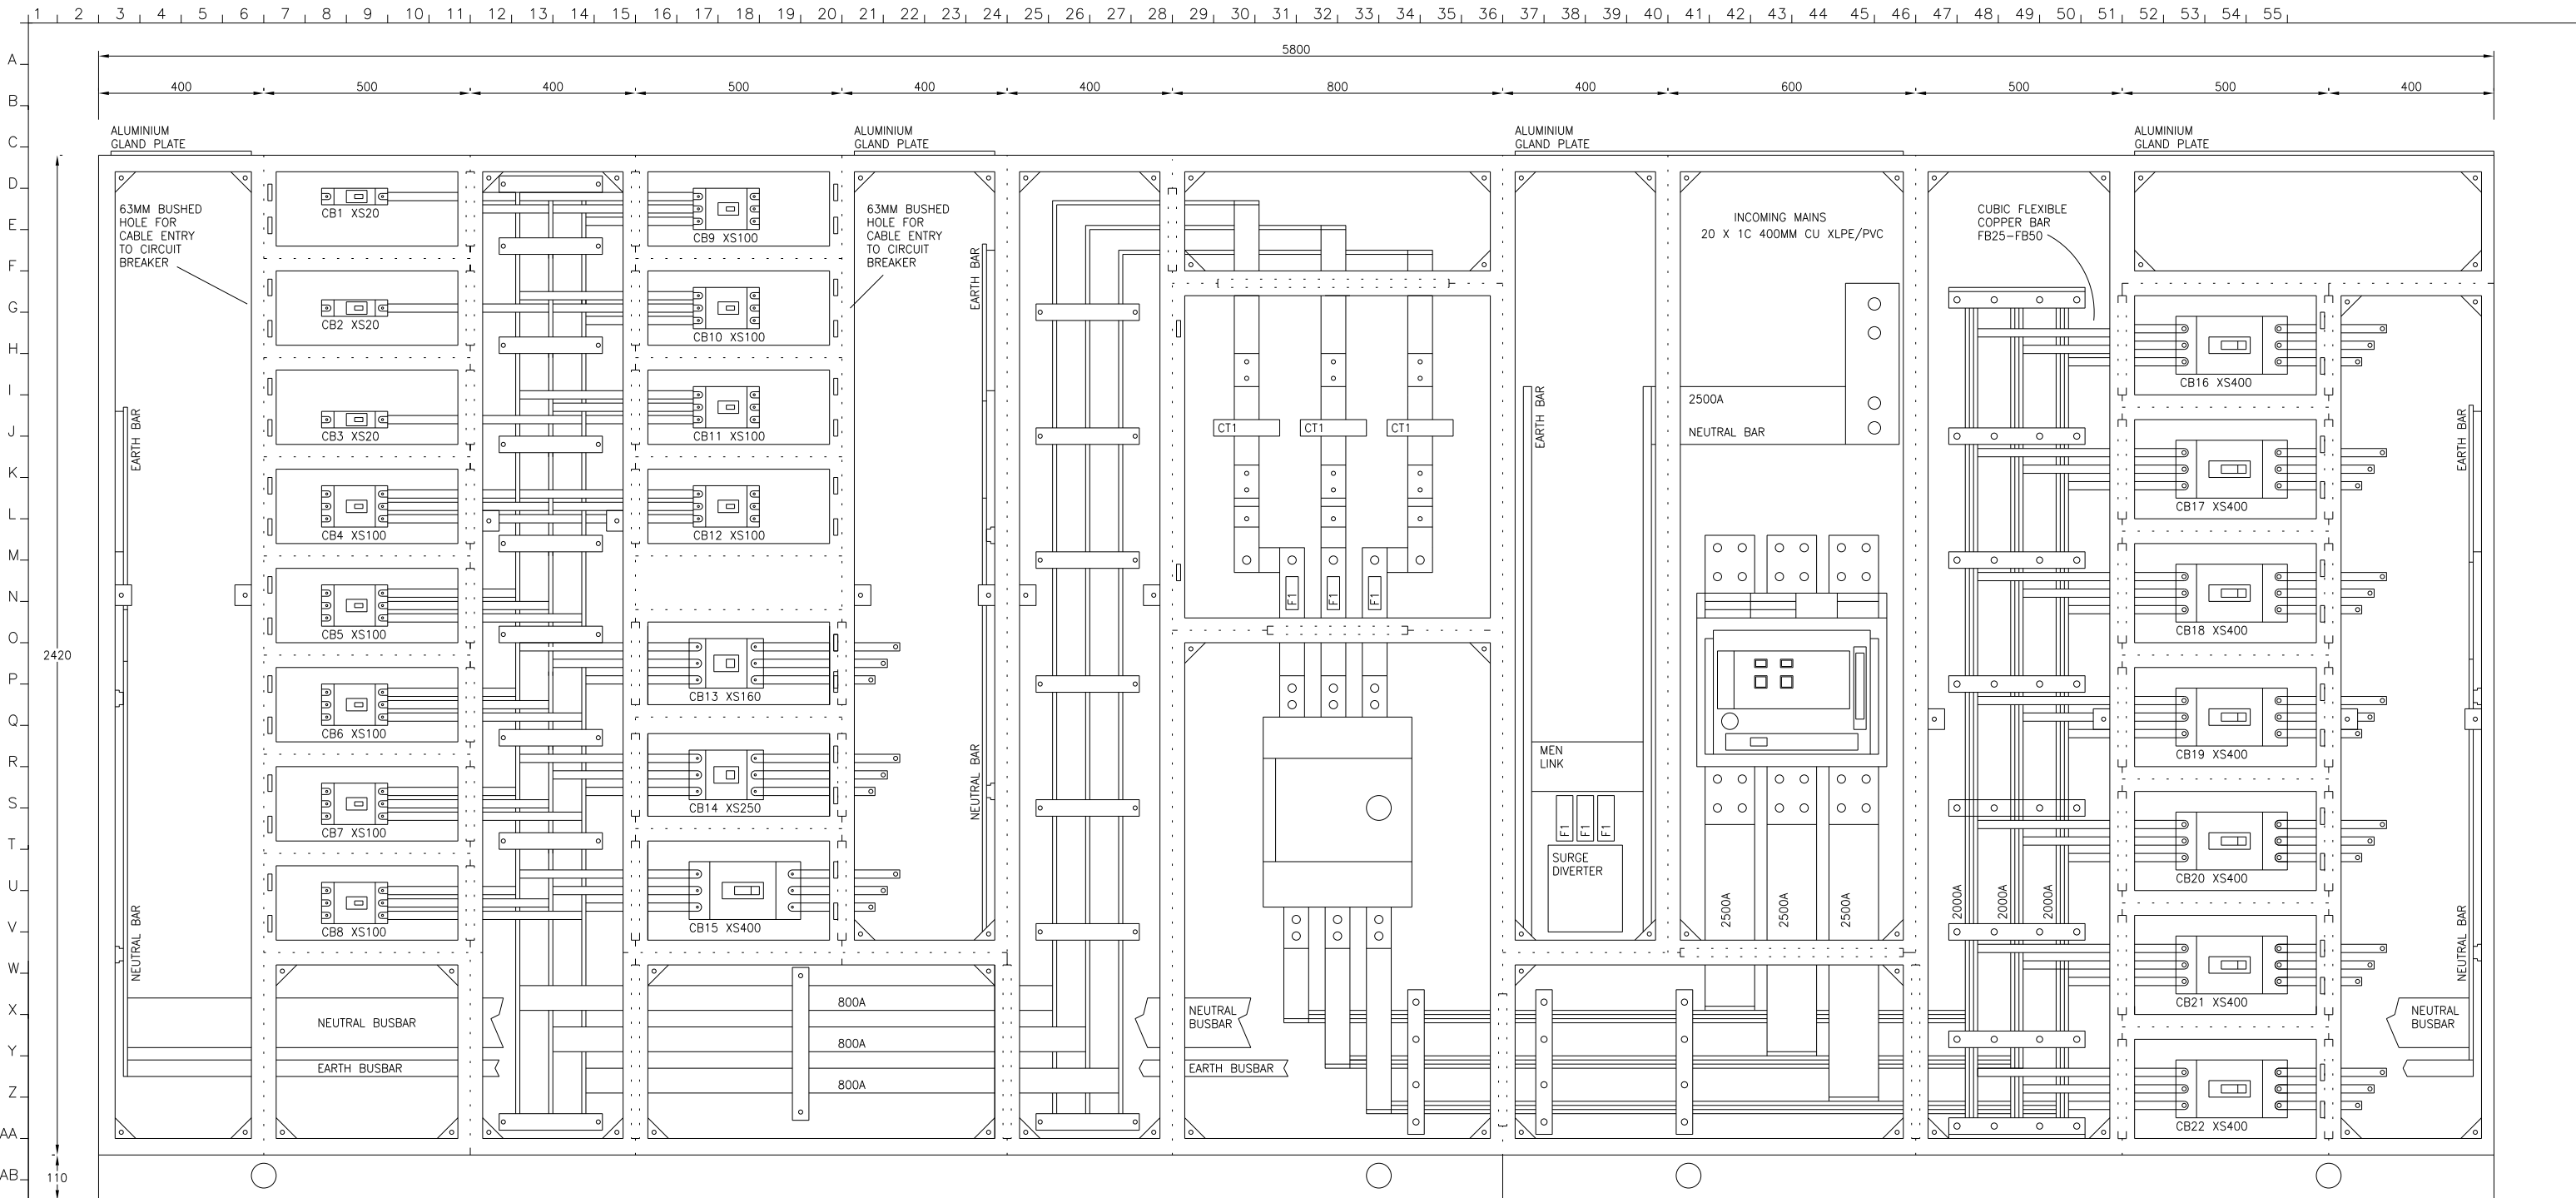 1 2 3 4 5 6 7 8 9 10 11 12 13 14 15 16 17 18 19 20 21 22 23 24 25 26 27 28 29 30 31 32 33 34 35 36 37 38 39 40 41 42 43 44 45 46 47 48 49 50 51 52 53 54 55
A
B
C
D
E
F
G
H
I
J
K
L
M
N
O
P
Q
R
S
T
U
V
W
X
Y
Z
AA
AB
5800
400 500 400 500 400 400 800 400 600 500 500 400
2420
110
ALUMINIUM
GLAND PLATE
ALUMINIUM
GLAND PLATE
ALUMINIUM
GLAND PLATE
ALUMINIUM
GLAND PLATE
63MM BUSHED
HOLE FOR
CABLE ENTRY
TO CIRCUIT
BREAKER
EARTH BAR
NEUTRAL BAR
CB1 XS20
CB2 XS20
CB3 XS20
CB4 XS100
CB5 XS100
CB6 XS100
CB7 XS100
CB8 XS100
NEUTRAL BUSBAR
EARTH BUSBAR
CB9 XS100
CB10 XS100
CB11 XS100
CB12 XS100
CB13 XS160
CB14 XS250
CB15 XS400
800A
800A
800A
63MM BUSHED
HOLE FOR
CABLE ENTRY
TO CIRCUIT
BREAKER
EARTH BAR
NEUTRAL BAR
CT1 CT1 CT1
F1 F1 F1
NEUTRAL
BUSBAR
EARTH BUSBAR
EARTH BAR
MEN
LINK
F1 F1 F1
SURGE
DIVERTER
INCOMING MAINS
20 X 1C 400MM CU XLPE/PVC
2500A
NEUTRAL BAR
2500A 2500A 2500A
CUBIC FLEXIBLE
COPPER BAR
FB25-FB50
2000A 2000A 2000A
CB16 XS400
CB17 XS400
CB18 XS400
CB19 XS400
CB20 XS400
CB21 XS400
CB22 XS400
EARTH BAR
NEUTRAL BAR
NEUTRAL
BUSBAR